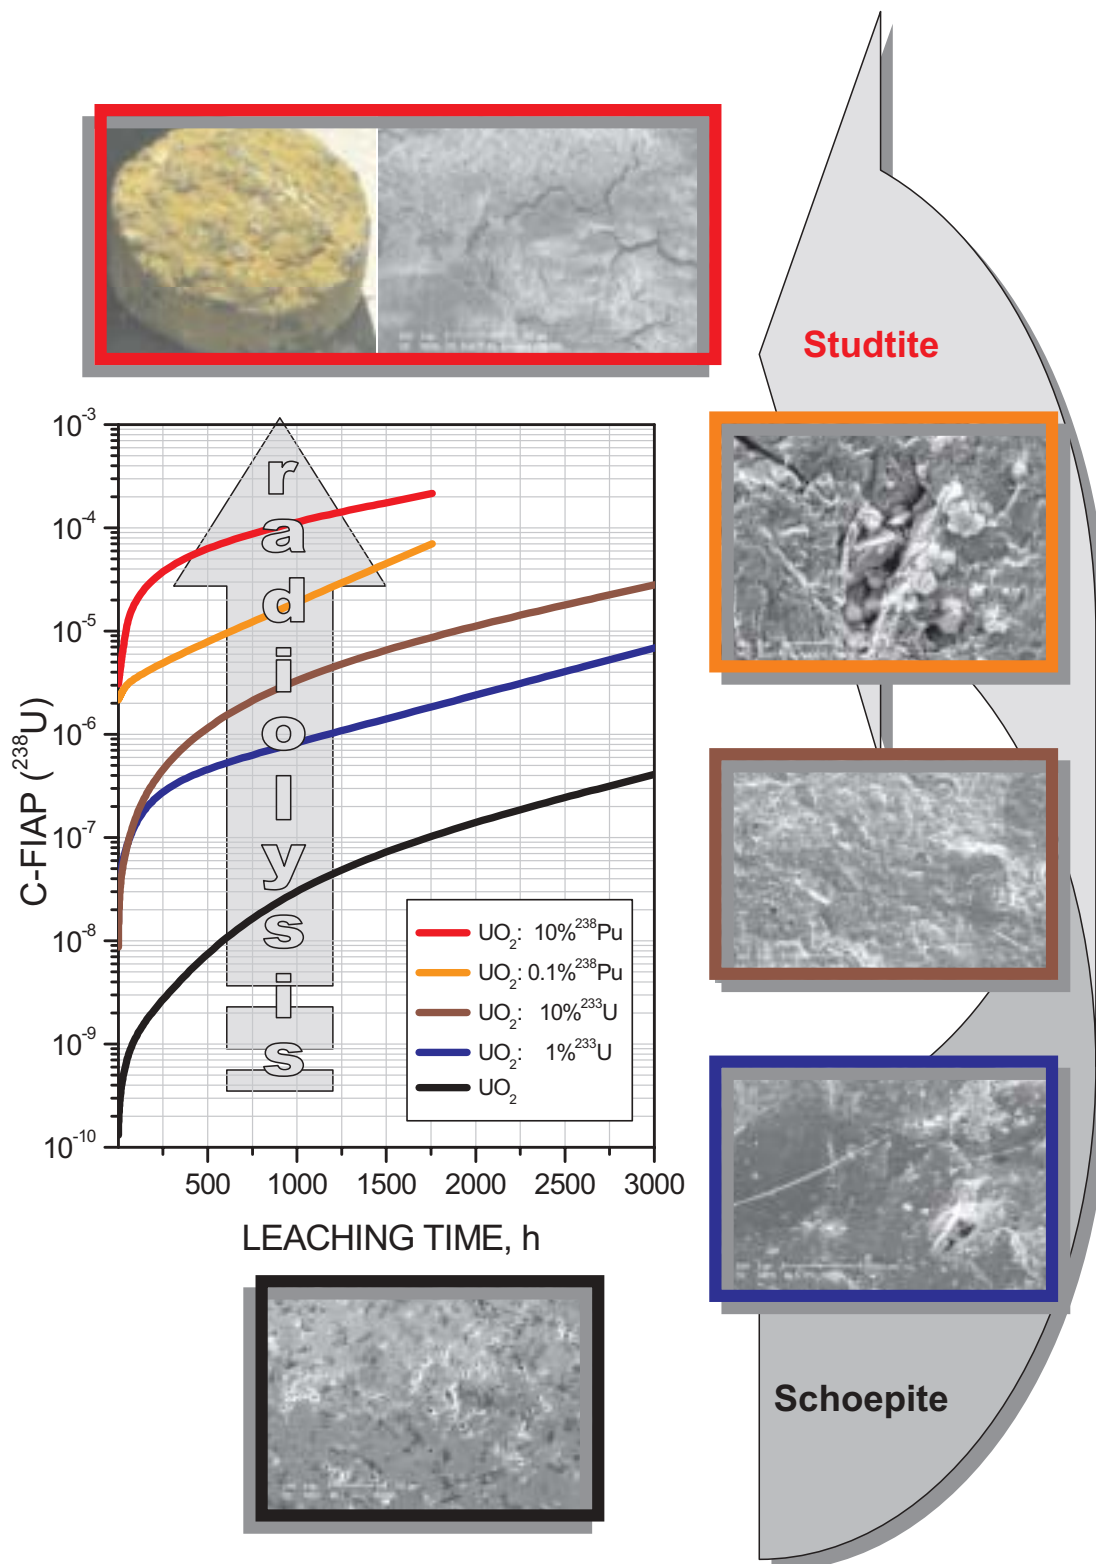 Studtite
10⁻³
10⁻⁴
10⁻⁵
10⁻⁶
10⁻⁷
10⁻⁸
10⁻⁹
10⁻¹⁰
C-FIAP (²³⁸U)
radiolysis
UO₂: 10%²³⁸Pu
UO₂: 0.1%²³⁸Pu
UO₂: 10%²³³U
UO₂: 1%²³³U
UO₂
500 1000 1500 2000 2500 3000
LEACHING TIME, h
Schoepite